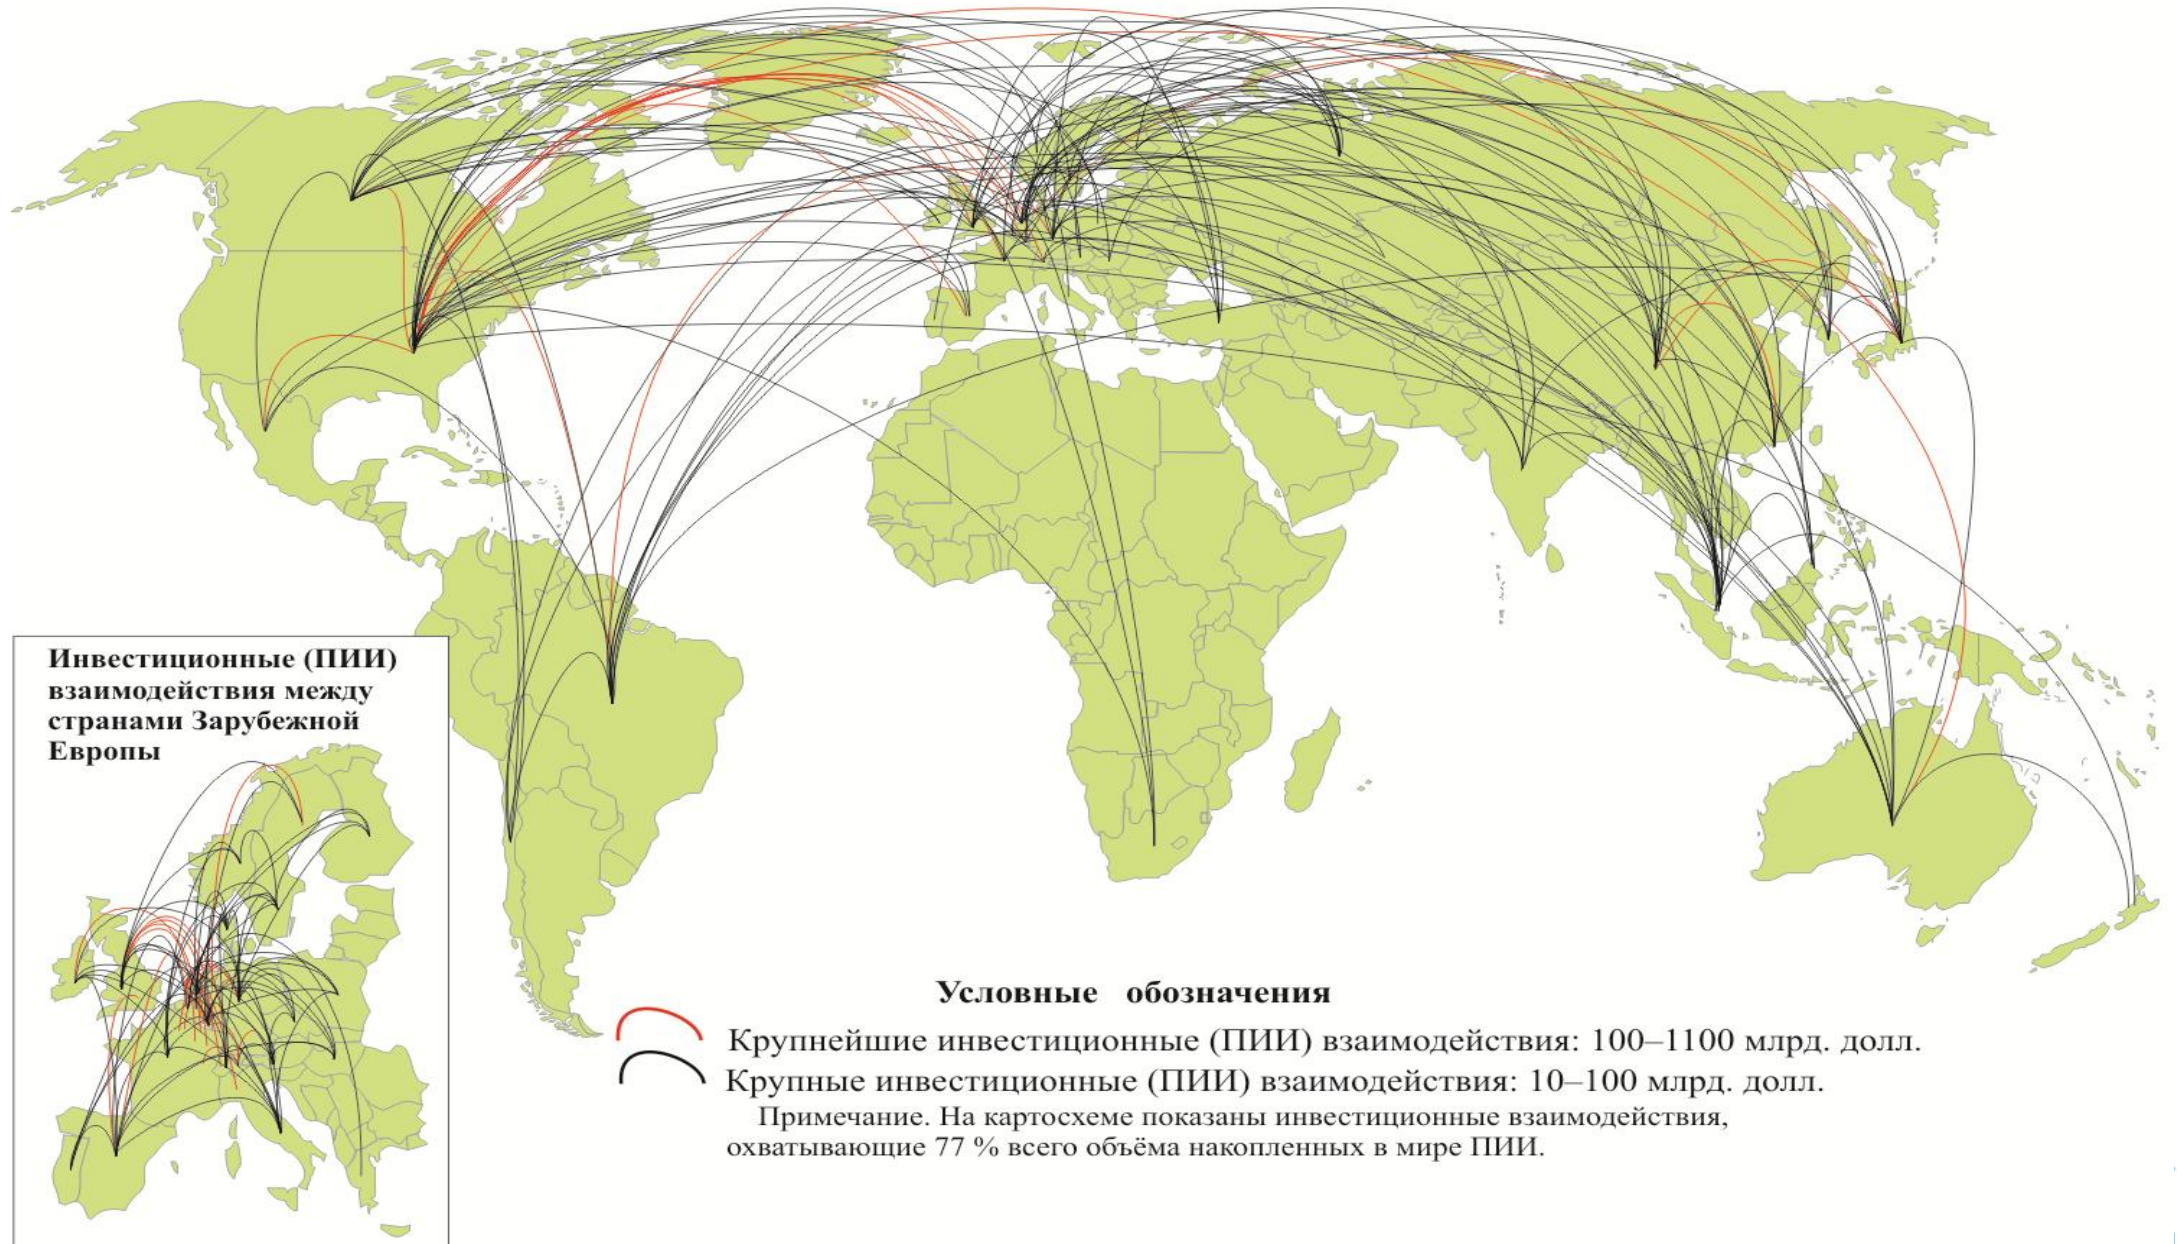 Инвестиционные (ПИИ)
взаимодействия между
странами Зарубежной
Европы
Условные обозначения
Крупнейшие инвестиционные (ПИИ) взаимодействия: 100–1100 млрд. долл.
Крупные инвестиционные (ПИИ) взаимодействия: 10–100 млрд. долл.
Примечание. На картосхеме показаны инвестиционные взаимодействия,
охватывающие 77 % всего объёма накопленных в мире ПИИ.